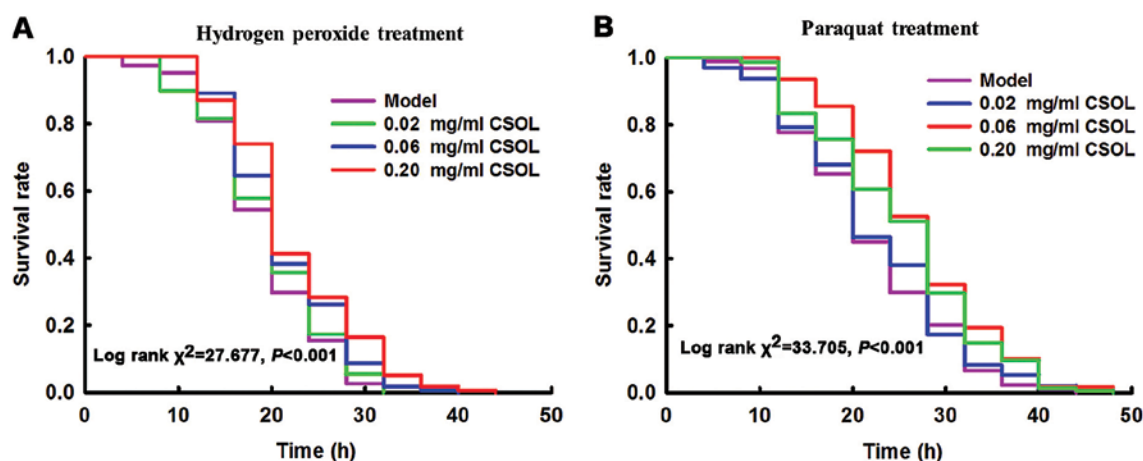 A
Hydrogen peroxide treatment
Survival rate
1.0
0.8
0.6
0.4
0.2
0.0
Model
0.02 mg/ml CSOL
0.06 mg/ml CSOL
0.20 mg/ml CSOL
Log rank χ²=27.677, P<0.001
0 10 20 30 40 50
Time (h)
B
Paraquat treatment
Survival rate
1.0
0.8
0.6
0.4
0.2
0.0
Model
0.02 mg/ml CSOL
0.06 mg/ml CSOL
0.20 mg/ml CSOL
Log rank χ²=33.705, P<0.001
0 10 20 30 40 50
Time (h)